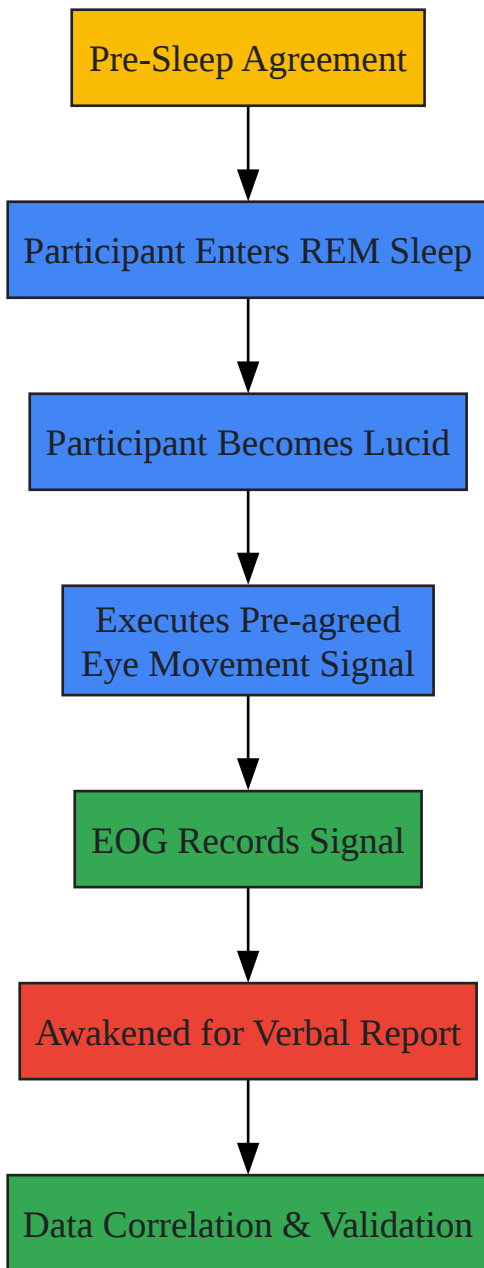 Pre-Sleep Agreement
Participant Enters REM Sleep
Participant Becomes Lucid
Executes Pre-agreed
Eye Movement Signal
EOG Records Signal
Awakened for Verbal Report
Data Correlation & Validation